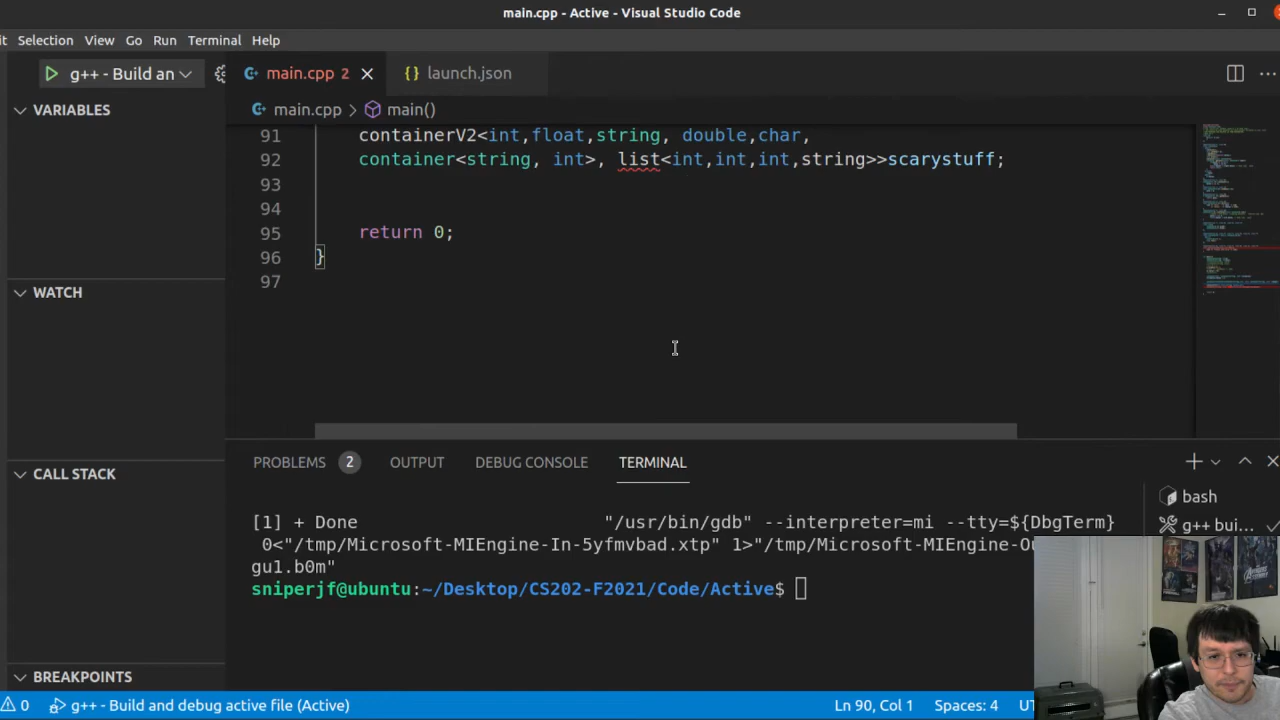 main.cpp - Active - Visual Studio Code
it Selection View Go Run Terminal Help
g++ - Build an
main.cpp 2
launch.json
VARIABLES
main.cpp > main()
91 containerV2<int,float,string, double,char,
92 container<string, int>, list<int,int,int,string>>scarystuff;
93
94
95 return 0;
96 }
97
WATCH
CALL STACK
PROBLEMS 2 OUTPUT DEBUG CONSOLE TERMINAL
bash
g++ bui...
[1] + Done "/usr/bin/gdb" --interpreter=mi --tty=${DbgTerm}
0<"/tmp/Microsoft-MIEngine-In-5yfmvbad.xtp" 1>"/tmp/Microsoft-MIEngine-Ou
gu1.b0m"
sniperjf@ubuntu:~/Desktop/CS202-F2021/Code/Active$
BREAKPOINTS
0 g++ - Build and debug active file (Active) Ln 90, Col 1 Spaces: 4 UT